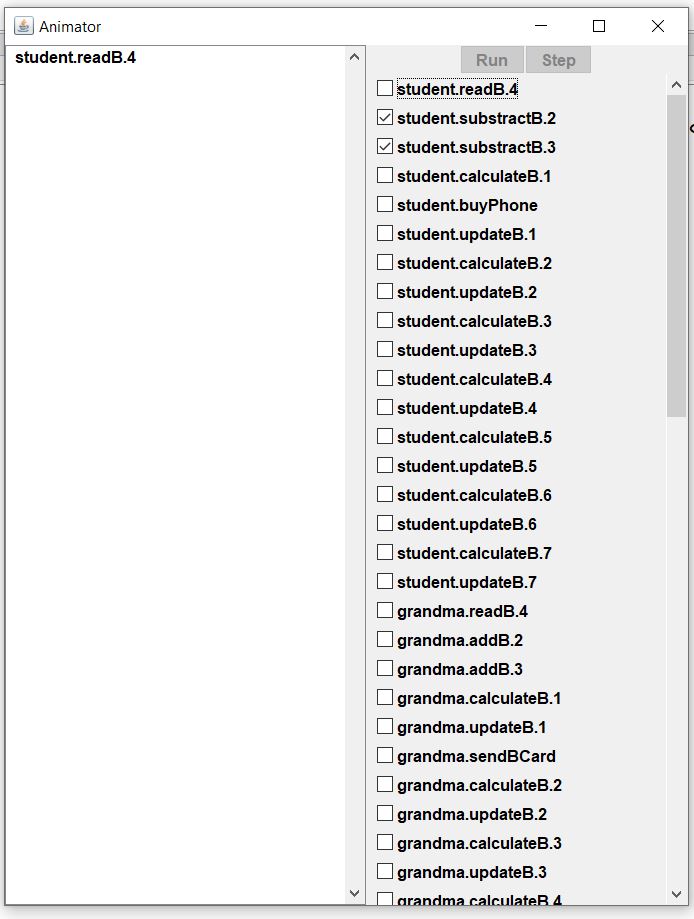 Animator
student.readB.4
Run Step
student.readB.4
student.substractB.2
student.substractB.3
student.calculateB.1
student.buyPhone
student.updateB.1
student.calculateB.2
student.updateB.2
student.calculateB.3
student.updateB.3
student.calculateB.4
student.updateB.4
student.calculateB.5
student.updateB.5
student.calculateB.6
student.updateB.6
student.calculateB.7
student.updateB.7
grandma.readB.4
grandma.addB.2
grandma.addB.3
grandma.calculateB.1
grandma.updateB.1
grandma.sendBCard
grandma.calculateB.2
grandma.updateB.2
grandma.calculateB.3
grandma.updateB.3
grandma.calculateB.4